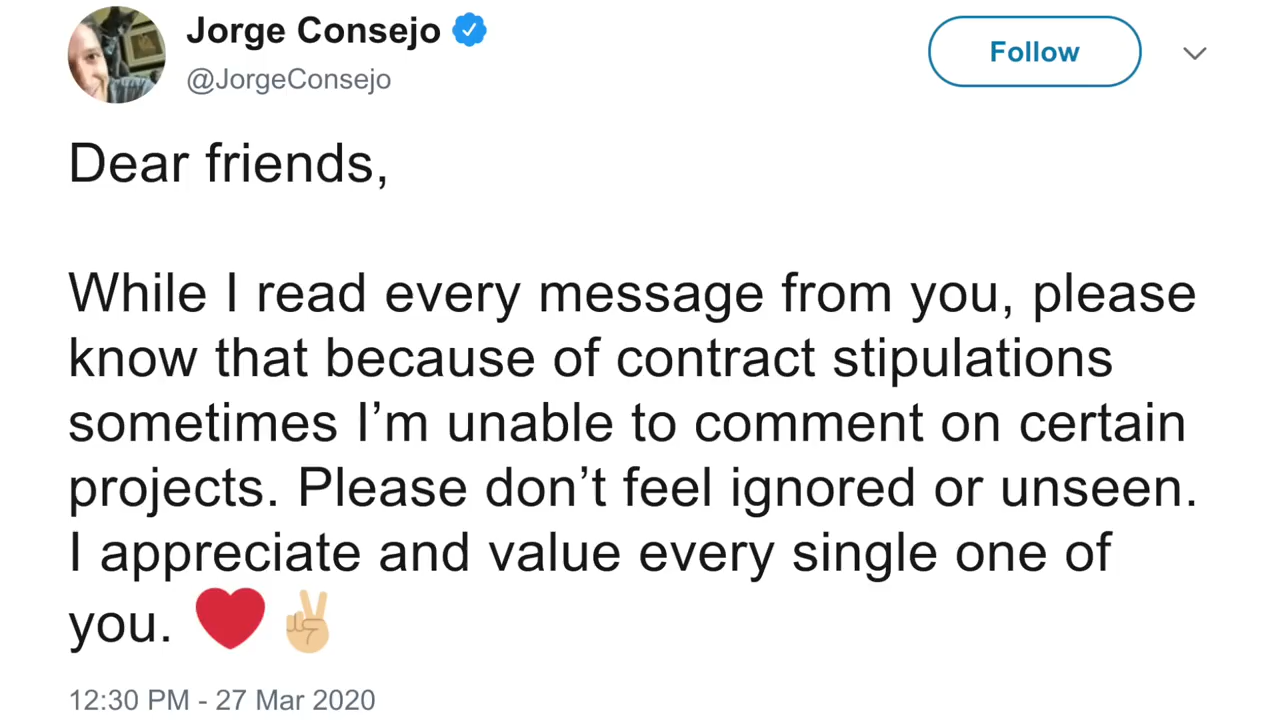 Jorge Consejo
@JorgeConsejo
Follow
Dear friends,
While I read every message from you, please
know that because of contract stipulations
sometimes I’m unable to comment on certain
projects. Please don’t feel ignored or unseen.
I appreciate and value every single one of
you. ❤️✌🏼
12:30 PM - 27 Mar 2020